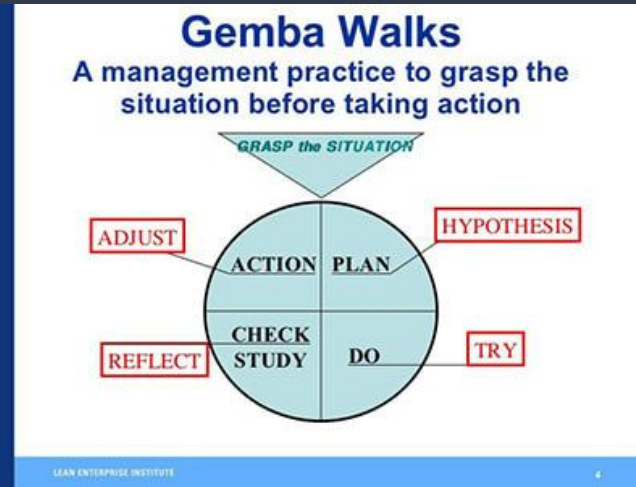 Gemba Walks
A management practice to grasp the
situation before taking action
GRASP the SITUATION
ADJUST
HYPOTHESIS
ACTION
PLAN
CHECK
STUDY
DO
REFLECT
TRY
LEAN ENTERPRISE INSTITUTE
4